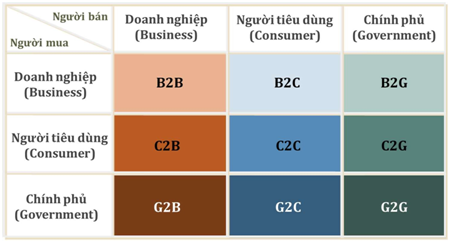 Người bán
Người mua
Doanh nghiệp
(Business)
Người tiêu dùng
(Consumer)
Chính phủ
(Government)
Doanh nghiệp
(Business)
B2B
B2C
B2G
Người tiêu dùng
(Consumer)
C2B
C2C
C2G
Chính phủ
(Government)
G2B
G2C
G2G